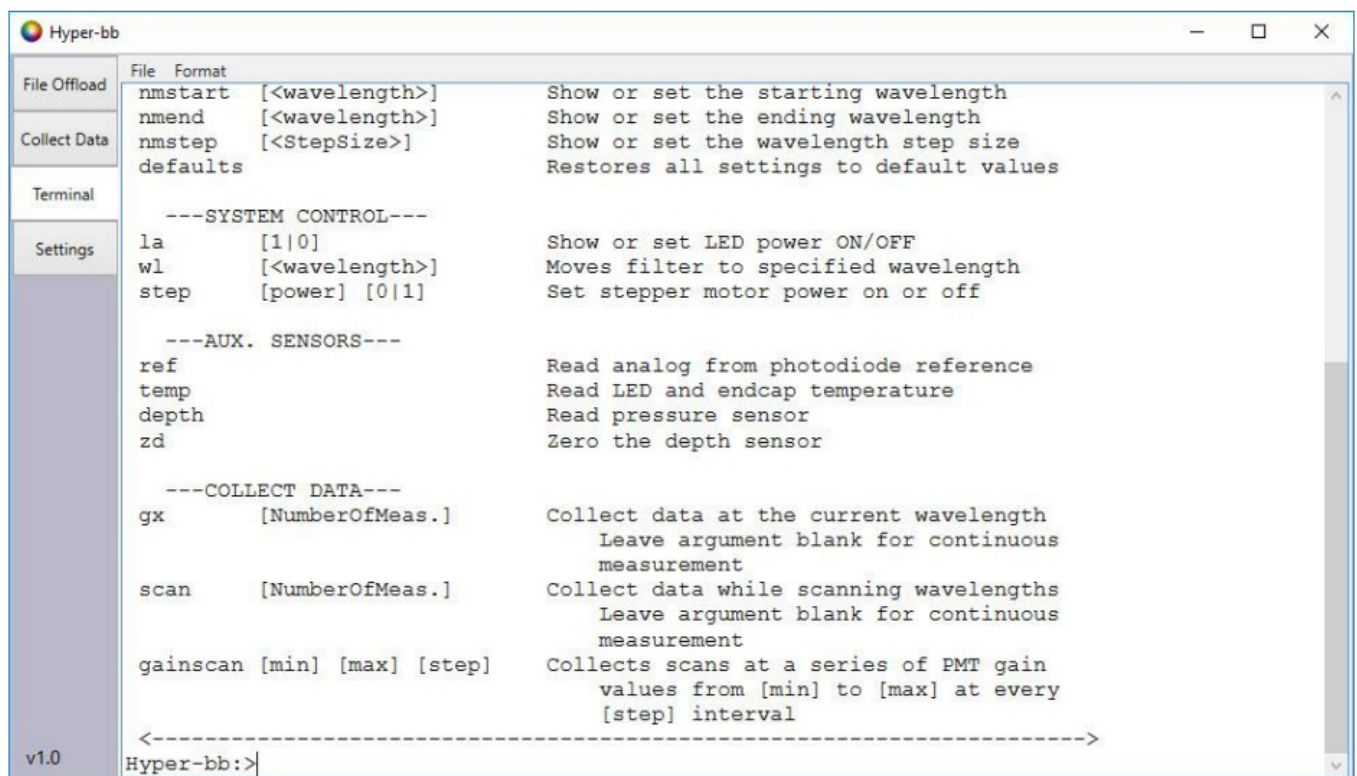 Hyper-bb
File Offload
Collect Data
Terminal
Settings
v1.0
File Format
nmstart [<wavelength>] Show or set the starting wavelength
nmend [<wavelength>] Show or set the ending wavelength
nmstep [<StepSize>] Show or set the wavelength step size
defaults Restores all settings to default values
---SYSTEM CONTROL---
la [1|0] Show or set LED power ON/OFF
wl [<wavelength>] Moves filter to specified wavelength
step [power] [0|1] Set stepper motor power on or off
---AUX. SENSORS---
ref Read analog from photodiode reference
temp Read LED and endcap temperature
depth Read pressure sensor
zd Zero the depth sensor
---COLLECT DATA---
gx [NumberOfMeas.] Collect data at the current wavelength
Leave argument blank for continuous
measurement
scan [NumberOfMeas.] Collect data while scanning wavelengths
Leave argument blank for continuous
measurement
gainscan [min] [max] [step] Collects scans at a series of PMT gain
values from [min] to [max] at every
[step] interval
<----------------------------------------------------------------------->
Hyper-bb:>